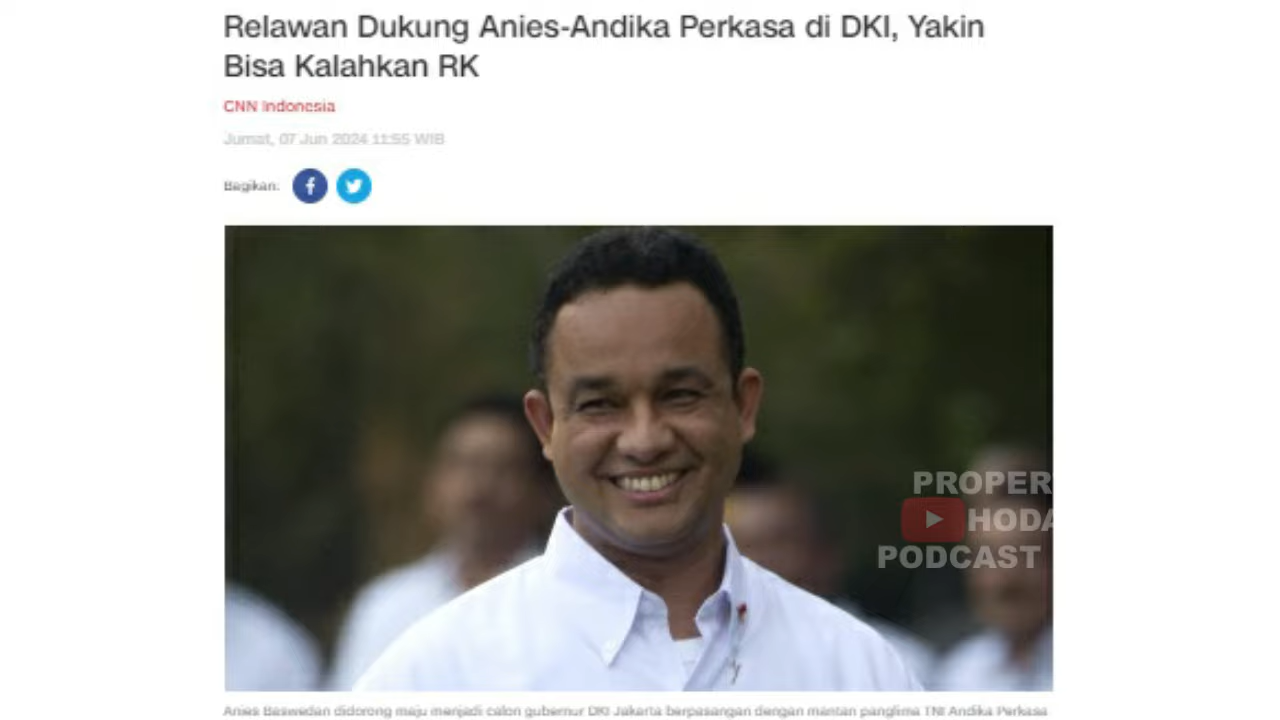 Relawan Dukung Anies-Andika Perkasa di DKI, Yakin
Bisa Kalahkan RK
CNN Indonesia
Jumat, 07 Jun 2024 11:55 WIB
Bagikan:
PROPER
HODA
PODCAST
Anies Baswedan didorong maju menjadi calon gubernur DKI Jakarta berpasangan dengan mantan panglima TNI Andika Perkasa